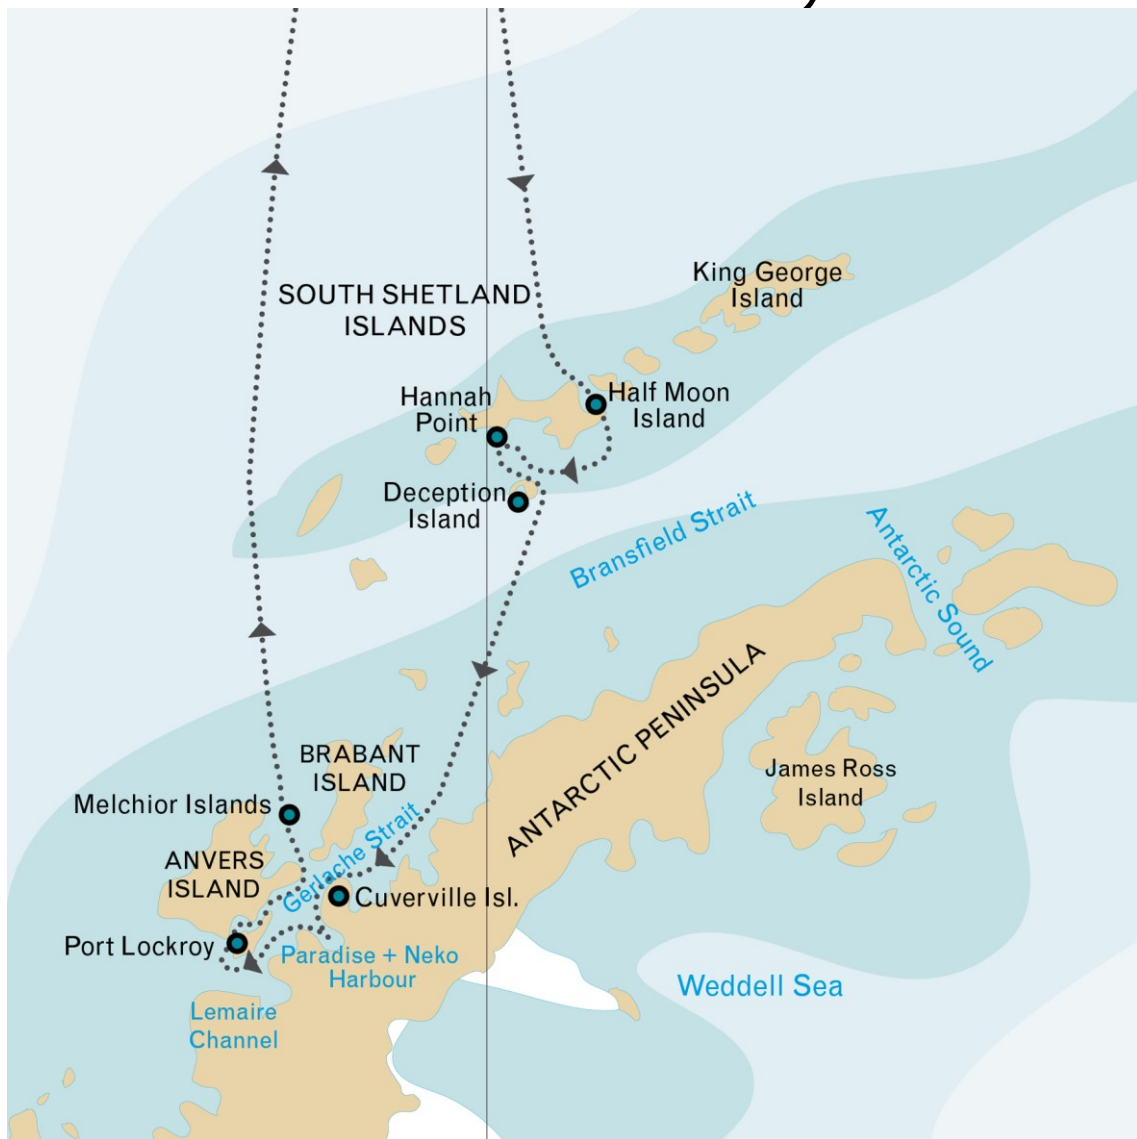 King George
Island
SOUTH SHETLAND
ISLANDS
Hannah
Point
Half Moon
Island
Deception
Island
Bransfield Strait
Antarctic Sound
ANTARCTIC PENINSULA
BRABANT
ISLAND
James Ross
Island
Melchior Islands
Gerlache Strait
ANVERS
ISLAND
Cuverville Isl.
Port Lockroy
Paradise + Neko
Harbour
Weddell Sea
Lemaire
Channel